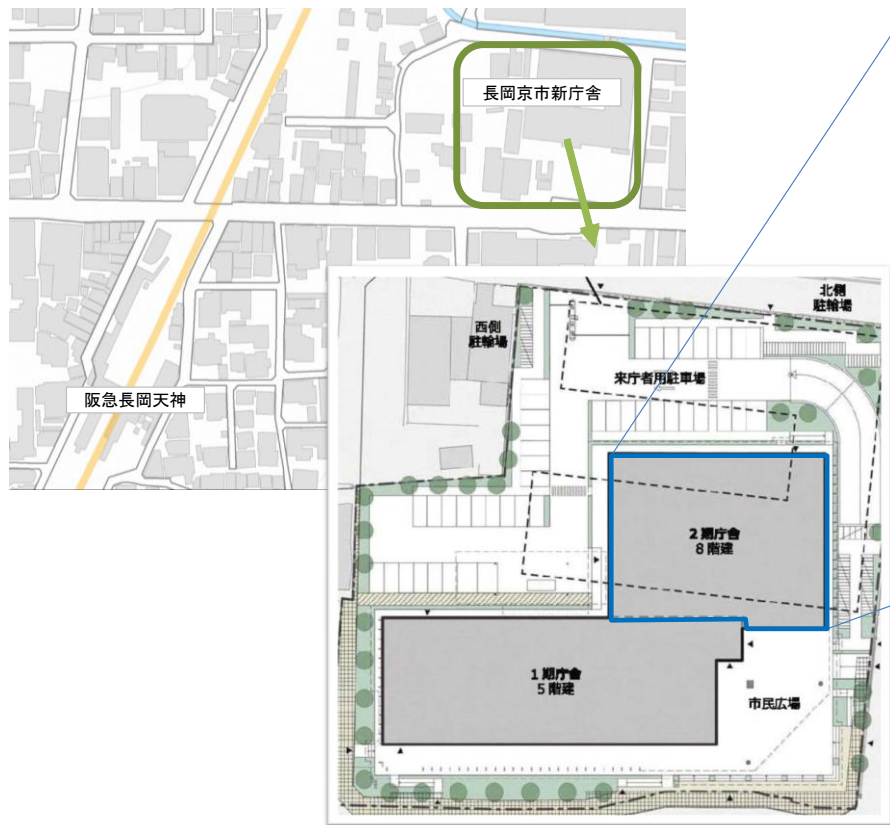 長岡京市新庁舎
阪急長岡天神
北側
駐輪場
西側
駐輪場
来庁者用駐車場
2期庁舎
8階建
1期庁舎
5階建
市民広場